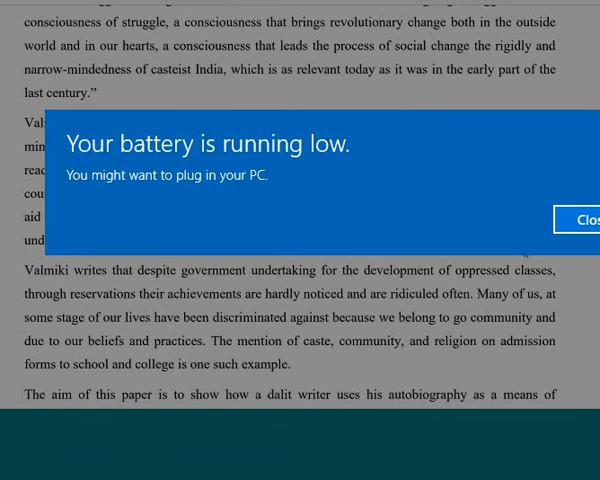 consciousness of struggle, a consciousness that brings revolutionary change both in the outside
world and in our hearts, a consciousness that leads the process of social change the rigidly and
narrow-mindedness of casteist India, which is as relevant today as it was in the early part of the
last century.”
Val
min
Your battery is running low.
read
You might want to plug in your PC.
cou
aid
Clos
und
Valmiki writes that despite government undertaking for the development of oppressed classes,
through reservations their achievements are hardly noticed and are ridiculed often. Many of us, at
some stage of our lives have been discriminated against because we belong to go community and
due to our beliefs and practices. The mention of caste, community, and religion on admission
forms to school and college is one such example.
The aim of this paper is to show how a dalit writer uses his autobiography as a means of